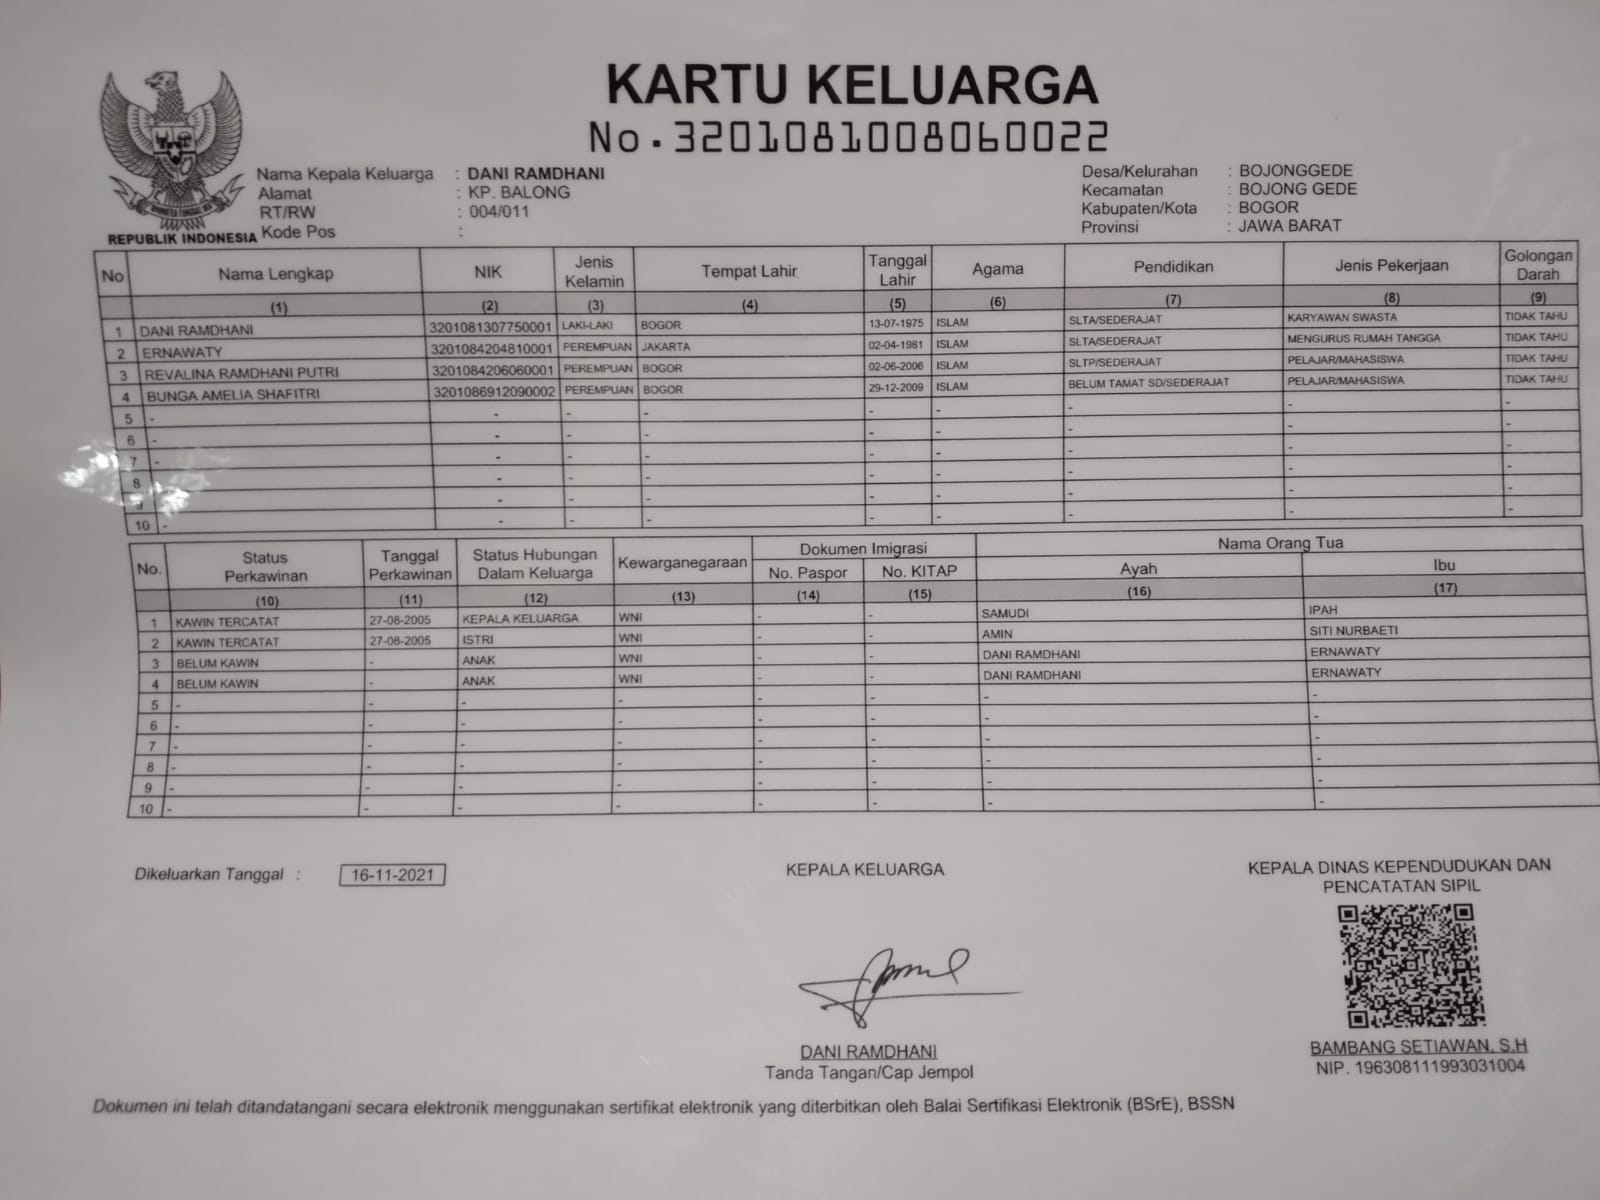 KARTU KELUARGA
No. 3201081008060022
REPUBLIK INDONESIA
Nama Kepala Keluarga : DANI RAMDHANI
Alamat : KP. BALONG
RT/RW : 004/011
Kode Pos :
Desa/Kelurahan : BOJONGGEDE
Kecamatan : BOJONG GEDE
Kabupaten/Kota : BOGOR
Provinsi : JAWA BARAT
No Nama Lengkap NIK Jenis Kelamin Tempat Lahir Tanggal Lahir Agama Pendidikan Jenis Pekerjaan Golongan Darah
(1) (2) (3) (4) (5) (6) (7) (8) (9)
1 DANI RAMDHANI 3201081307750001 LAKI-LAKI BOGOR 13-07-1975 ISLAM SLTA/SEDERAJAT KARYAWAN SWASTA TIDAK TAHU
2 ERNAWATY 3201084204810001 PEREMPUAN JAKARTA 02-04-1981 ISLAM SLTA/SEDERAJAT MENGURUS RUMAH TANGGA TIDAK TAHU
3 REVALINA RAMDHANI PUTRI 3201084206060001 PEREMPUAN BOGOR 02-06-2006 ISLAM SLTP/SEDERAJAT PELAJAR/MAHASISWA TIDAK TAHU
4 BUNGA AMELIA SHAFITRI 3201086912090002 PEREMPUAN BOGOR 29-12-2009 ISLAM BELUM TAMAT SD/SEDERAJAT PELAJAR/MAHASISWA TIDAK TAHU
5 - - - - - - - - -
6 - - - - - - - - -
7 - - - - - - - - -
8 - - - - - - - -
9 - - - - - - - -
10 - - - - - - - - -
No. Status Perkawinan Tanggal Perkawinan Status Hubungan Dalam Keluarga Kewarganegaraan Dokumen Imigrasi Nama Orang Tua
No. Paspor No. KITAP Ayah Ibu
(10) (11) (12) (13) (14) (15) (16) (17)
1 KAWIN TERCATAT 27-08-2005 KEPALA KELUARGA WNI - - SAMUDI IPAH
2 KAWIN TERCATAT 27-08-2005 ISTRI WNI - - AMIN SITI NURBAETI
3 BELUM KAWIN - ANAK WNI - - DANI RAMDHANI ERNAWATY
4 BELUM KAWIN - ANAK WNI - - DANI RAMDHANI ERNAWATY
5 - - - - - - - -
6 - - - - - - - -
7 - - - - - - - -
8 - - - - - - - -
9 - - - - - - - -
10 - - - - - - - -
Dikeluarkan Tanggal : 16-11-2021
KEPALA KELUARGA
DANI RAMDHANI
Tanda Tangan/Cap Jempol
KEPALA DINAS KEPENDUDUKAN DAN
PENCATATAN SIPIL
BAMBANG SETIAWAN, S.H
NIP. 196308111993031004
Dokumen ini telah ditandatangani secara elektronik menggunakan sertifikat elektronik yang diterbitkan oleh Balai Sertifikasi Elektronik (BSrE), BSSN